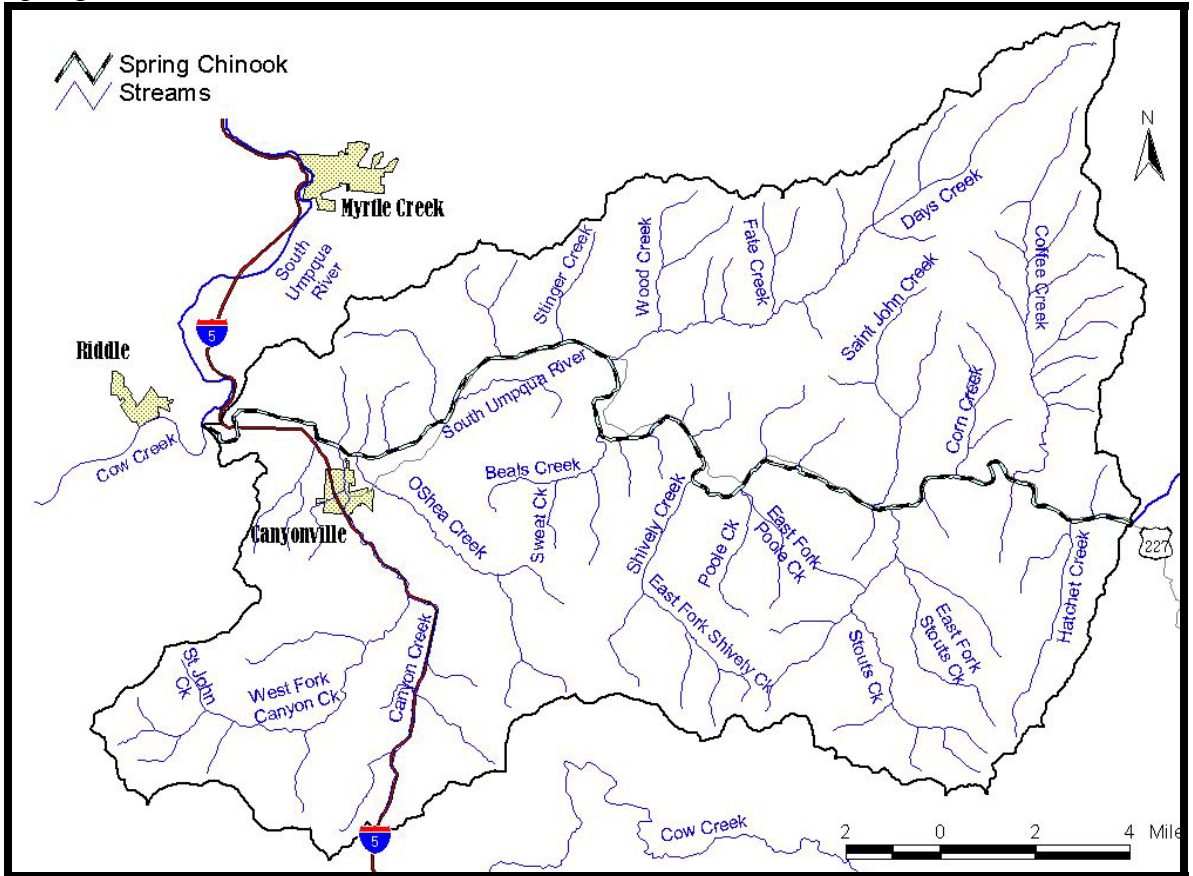 Spring Chinook
Streams
N
Myrtle Creek
South
Umpqua
River
5
Riddle
Cow Creek
Canyonville
Stinger Creek
Wood Creek
Fate Creek
Days Creek
Coffee Creek
Saint John Creek
Corn Creek
South Umpqua River
Beals Creek
OShea Creek
Sweat Ck
Shively Creek
Poole Ck
East Fork
Poole Ck
East Fork Shively Ck
Stouts Ck
East Fork
Stouts Ck
Hatchet Creek
227
St. John
Ck
West Fork
Canyon Ck
Canyon Creek
5
Cow Creek
2 0 2 4 Mile